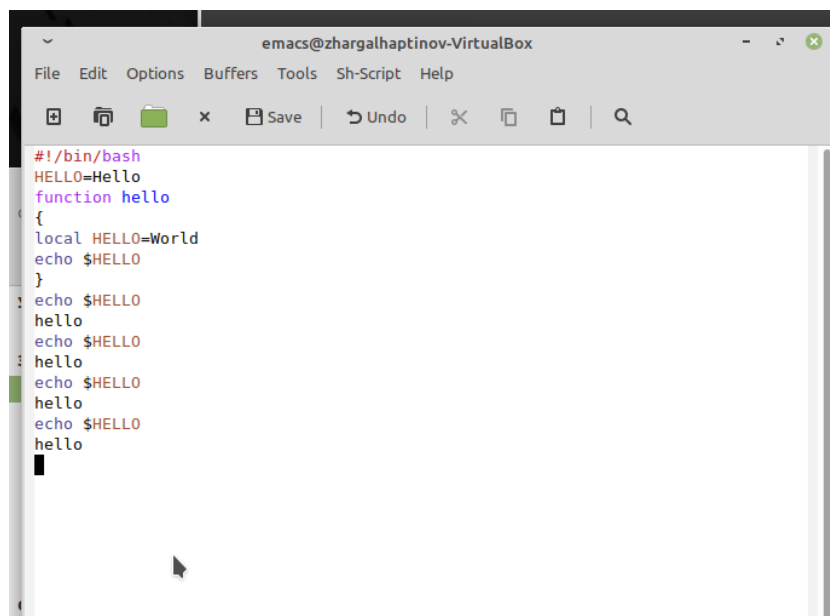 emacs@zhargalhaptinov-VirtualBox
File Edit Options Buffers Tools Sh-Script Help
Save Undo
#!/bin/bash
HELLO=Hello
function hello
{
local HELLO=World
echo $HELLO
}
echo $HELLO
hello
echo $HELLO
hello
echo $HELLO
hello
echo $HELLO
hello